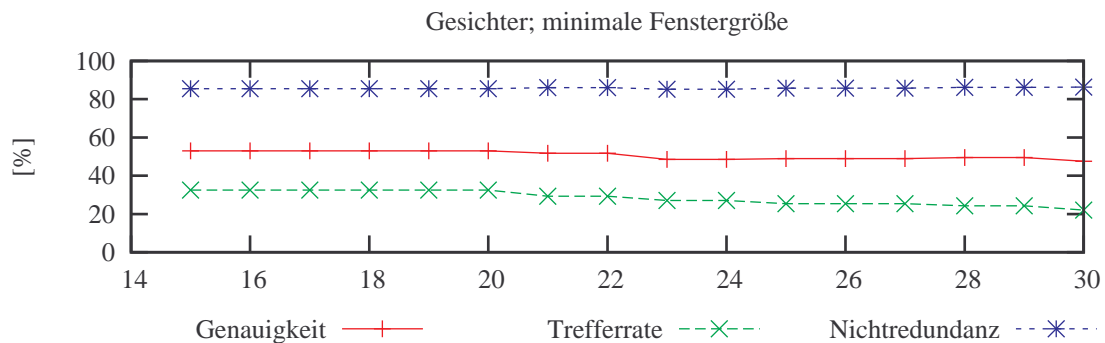 Gesichter; minimale Fenstergröße
100
80
60
40
20
0
[%]
14 16 18 20 22 24 26 28 30
Genauigkeit Trefferrate Nichtredundanz